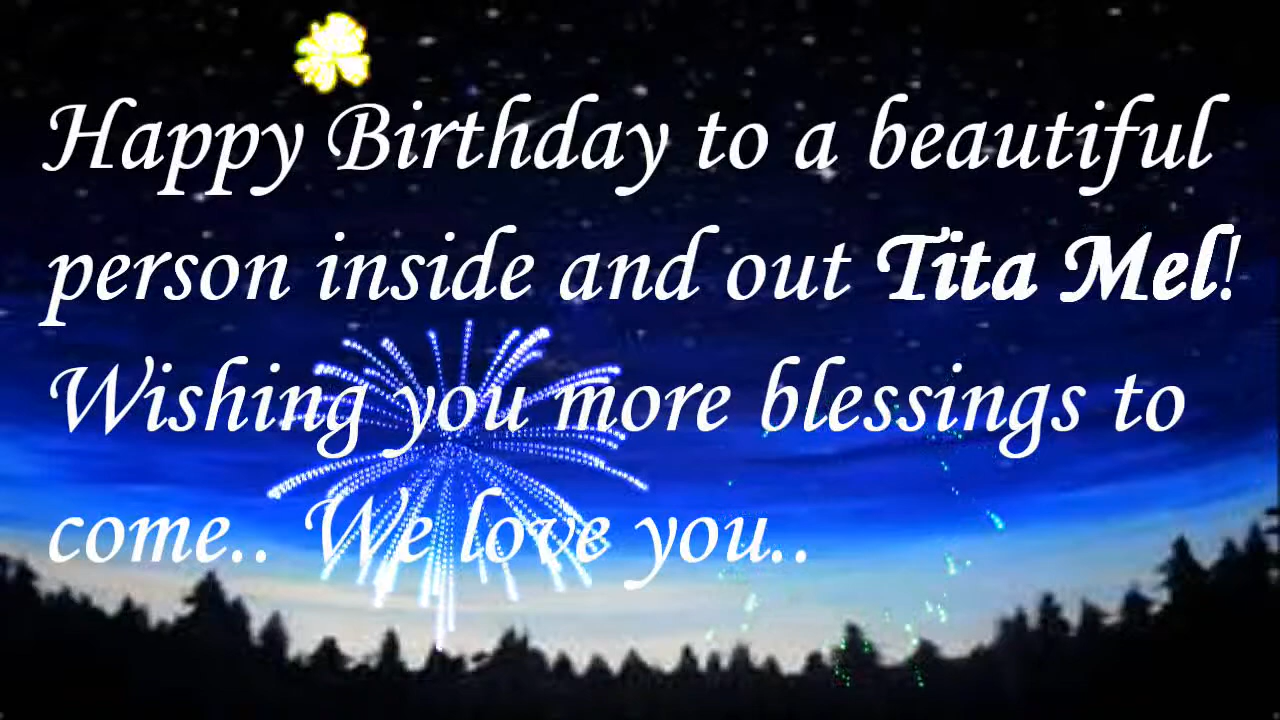 Happy Birthday to a beautiful
person inside and out Tita Mel!
Wishing you more blessings to
come.. We love you..